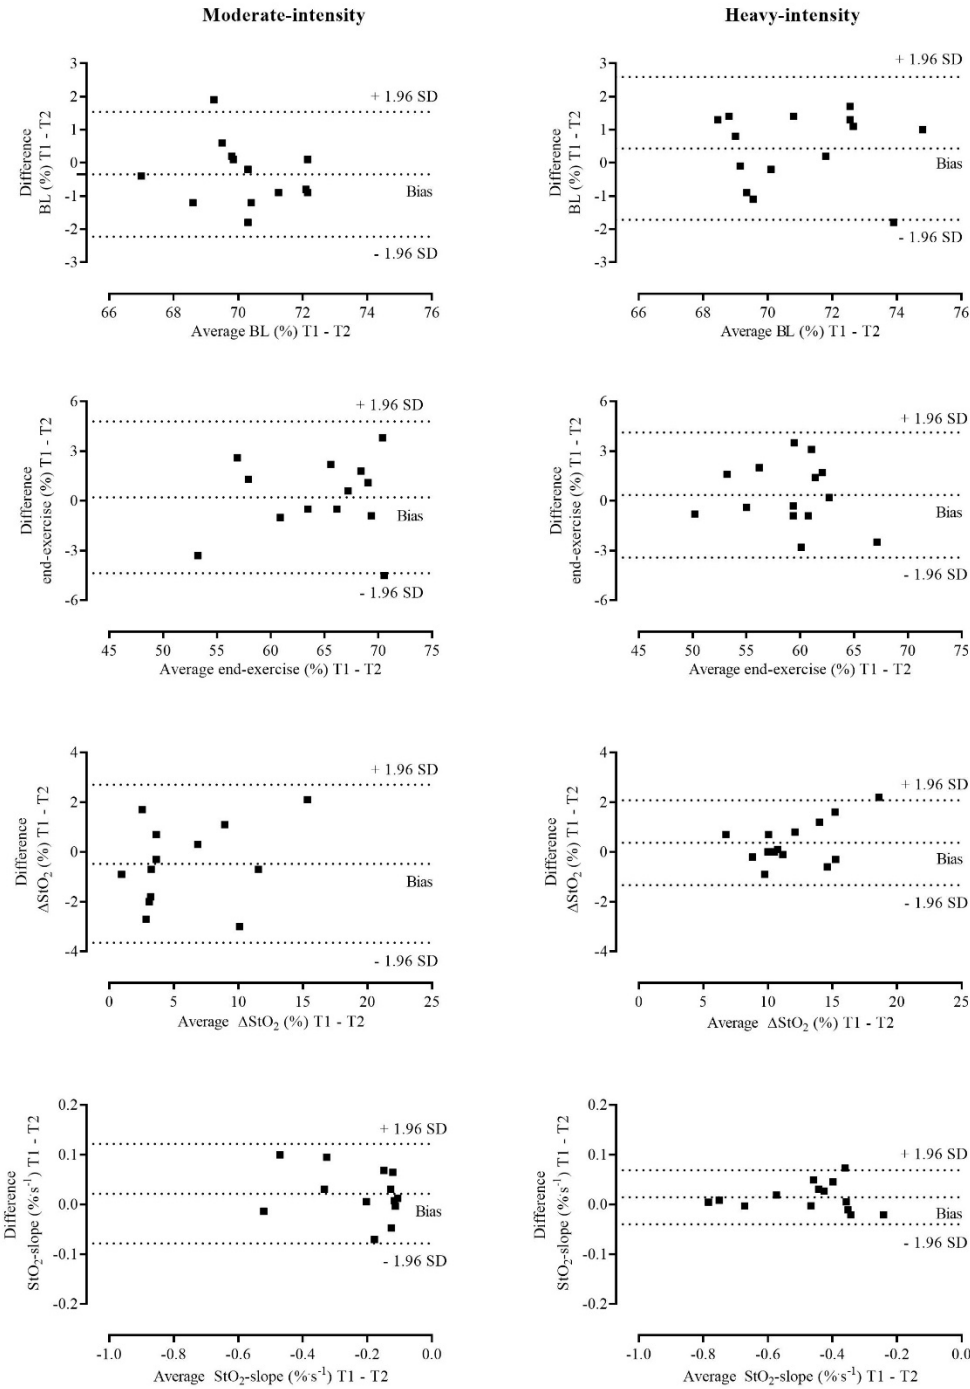 Moderate-intensity
Heavy-intensity
Difference
BL (%) T1 - T2
3
2
1
0
-1
-2
-3
+ 1.96 SD
Bias
- 1.96 SD
66 68 70 72 74 76
Average BL (%) T1 - T2
Difference
BL (%) T1 - T2
3
2
1
0
-1
-2
-3
+ 1.96 SD
Bias
- 1.96 SD
66 68 70 72 74 76
Average BL (%) T1 - T2
Difference
end-exercise (%) T1 - T2
6
3
0
-3
-6
+ 1.96 SD
Bias
- 1.96 SD
45 50 55 60 65 70 75
Average end-exercise (%) T1 - T2
Difference
end-exercise (%) T1 - T2
6
3
0
-3
-6
+ 1.96 SD
Bias
- 1.96 SD
45 50 55 60 65 70 75
Average end-exercise (%) T1 - T2
Difference
ΔStO₂ (%) T1 - T2
4
2
0
-2
-4
+ 1.96 SD
Bias
- 1.96 SD
0 5 10 15 20 25
Average ΔStO₂ (%) T1 - T2
Difference
ΔStO₂ (%) T1 - T2
4
2
0
-2
-4
+ 1.96 SD
Bias
- 1.96 SD
0 5 10 15 20 25
Average ΔStO₂ (%) T1 - T2
Difference
StO₂-slope (%·s⁻¹) T1 - T2
0.2
0.1
0.0
-0.1
-0.2
+ 1.96 SD
Bias
- 1.96 SD
-1.0 -0.8 -0.6 -0.4 -0.2 0.0
Average StO₂-slope (%·s⁻¹) T1 - T2
Difference
StO₂-slope (%·s⁻¹) T1 - T2
0.2
0.1
0.0
-0.1
-0.2
+ 1.96 SD
Bias
- 1.96 SD
-1.0 -0.8 -0.6 -0.4 -0.2 0.0
Average StO₂-slope (%·s⁻¹) T1 - T2